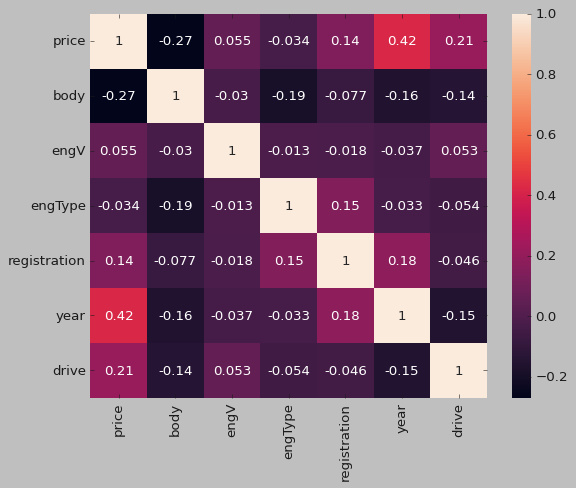 price 1 -0.27 0.055 -0.034 0.14 0.42 0.21
body -0.27 1 -0.03 -0.19 -0.077 -0.16 -0.14
engV 0.055 -0.03 1 -0.013 -0.018 -0.037 0.053
engType -0.034 -0.19 -0.013 1 0.15 -0.033 -0.054
registration 0.14 -0.077 -0.018 0.15 1 0.18 -0.046
year 0.42 -0.16 -0.037 -0.033 0.18 1 -0.15
drive 0.21 -0.14 0.053 -0.054 -0.046 -0.15 1
price body engV engType registration year drive
1.0
0.8
0.6
0.4
0.2
0.0
−0.2